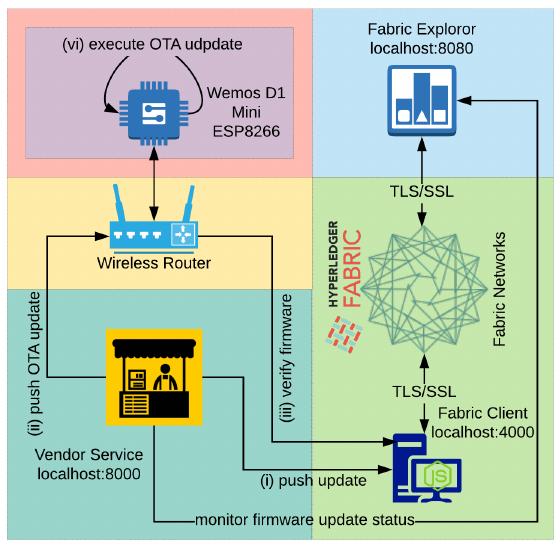 (vi) execute OTA udpdate
Wemos D1
Mini
ESP8266
Fabric Exploror
localhost:8080
TLS/SSL
Wireless Router
HYPERLEDGER
FABRIC
Fabric Networks
(ii) push OTA update
(iii) verify firmware
TLS/SSL
Fabric Client
localhost:4000
Vendor Service
localhost:8000
(i) push update
JS
monitor firmware update status